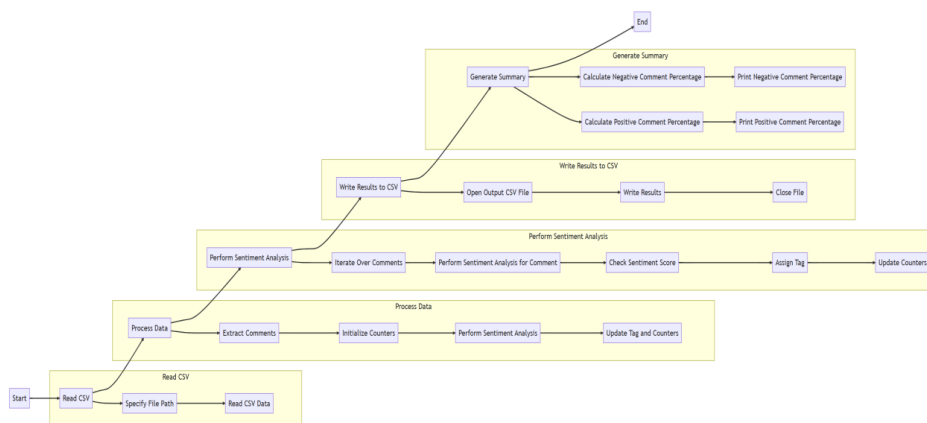 End
Generate Summary
Generate Summary
Calculate Negative Comment Percentage
Print Negative Comment Percentage
Calculate Positive Comment Percentage
Print Positive Comment Percentage
Write Results to CSV
Write Results to CSV
Open Output CSV File
Write Results
Close File
Perform Sentiment Analysis
Perform Sentiment Analysis
Iterate Over Comments
Perform Sentiment Analysis for Comment
Check Sentiment Score
Assign Tag
Update Counters
Process Data
Process Data
Extract Comments
Initialize Counters
Perform Sentiment Analysis
Update Tag and Counters
Read CSV
Start
Read CSV
Specify File Path
Read CSV Data